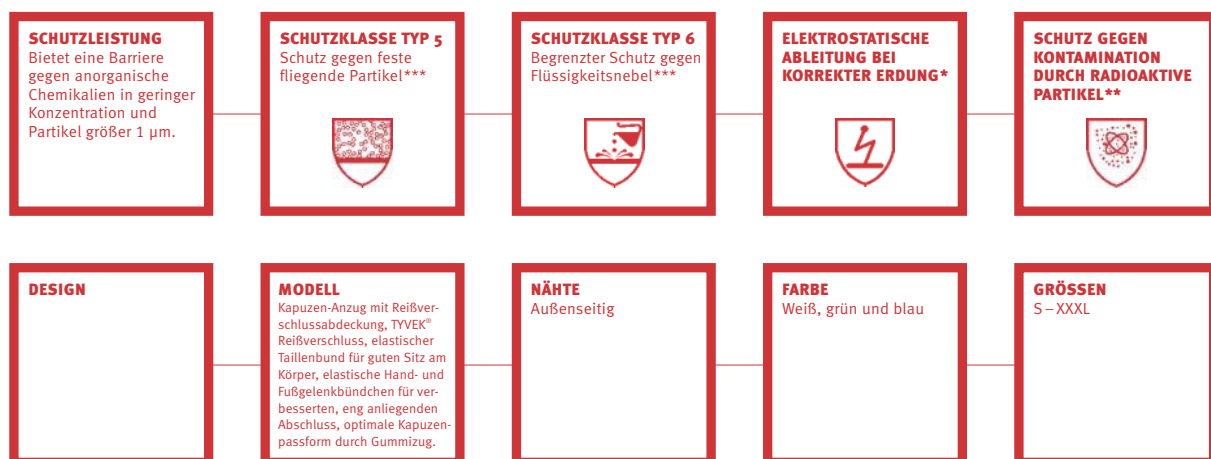 SCHUTZLEISTUNG
Bietet eine Barriere
gegen anorganische
Chemikalien in geringer
Konzentration und
Partikel größer 1 µm.
SCHUTZKLASSE TYP 5
Schutz gegen feste
fliegende Partikel***
SCHUTZKLASSE TYP 6
Begrenzter Schutz gegen
Flüssigkeitsnebel***
ELEKTROSTATISCHE
ABLEITUNG BEI
KORREKTER ERDUNG*
SCHUTZ GEGEN
KONTAMINATION
DURCH RADIOAKTIVE
PARTIKEL**
DESIGN
MODELL
Kapuzen-Anzug mit Reißver-
schlussabdeckung, TYVEK®
Reißverschluss, elastischer
Taillenbund für guten Sitz am
Körper, elastische Hand- und
Fußgelenkbündchen für ver-
besserten, eng anliegenden
Abschluss, optimale Kapuzen-
passform durch Gummizug.
NÄHTE
Außenseitig
FARBE
Weiß, grün und blau
GRÖSSEN
S–XXXL